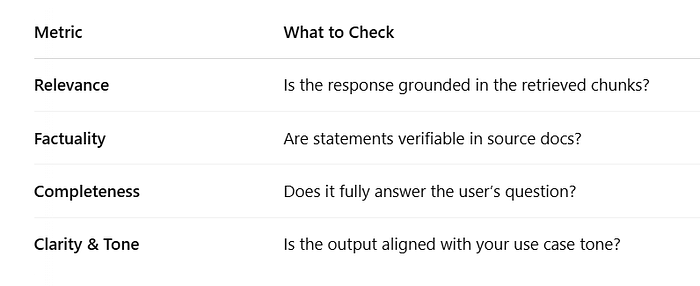 Metric What to Check
Relevance Is the response grounded in the retrieved chunks?
Factuality Are statements verifiable in source docs?
Completeness Does it fully answer the user’s question?
Clarity & Tone Is the output aligned with your use case tone?